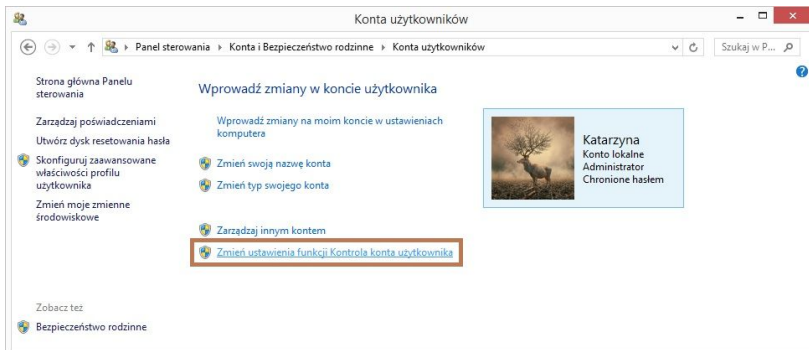 Konta użytkowników
Panel sterowania ▸ Konta i Bezpieczeństwo rodzinne ▸ Konta użytkowników
Szukaj w P...
Strona główna Panelu
sterowania
Zarządzaj poświadczeniami
Utwórz dysk resetowania hasła
Skonfiguruj zaawansowane
właściwości profilu
użytkownika
Zmień moje zmienne
środowiskowe
Zobacz też
Bezpieczeństwo rodzinne
Wprowadź zmiany w koncie użytkownika
Wprowadź zmiany na moim koncie w ustawieniach
komputera
Zmień swoją nazwę konta
Zmień typ swojego konta
Zarządzaj innym kontem
Zmień ustawienia funkcji Kontrola konta użytkownika
Katarzyna
Konto lokalne
Administrator
Chronione hasłem